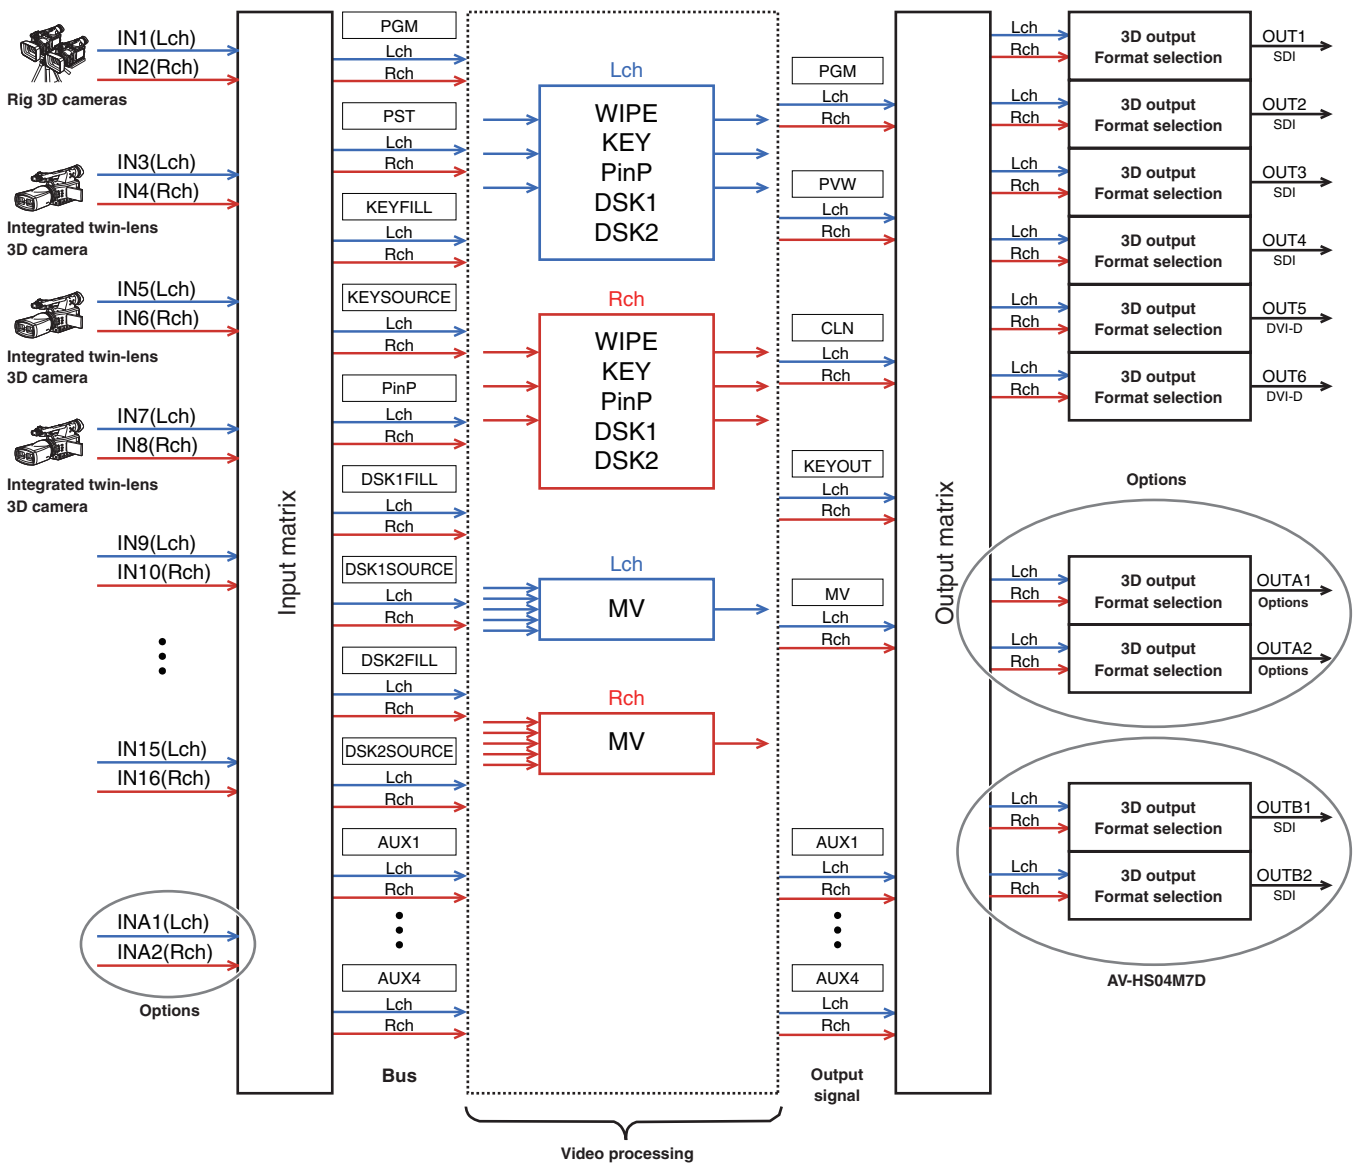 IN1(Lch)
IN2(Rch)
Rig 3D cameras
IN3(Lch)
IN4(Rch)
Integrated twin-lens
3D camera
IN5(Lch)
IN6(Rch)
Integrated twin-lens
3D camera
IN7(Lch)
IN8(Rch)
Integrated twin-lens
3D camera
IN9(Lch)
IN10(Rch)
IN15(Lch)
IN16(Rch)
INA1(Lch)
INA2(Rch)
Options
Input matrix
PGM
Lch
Rch
PST
Lch
Rch
KEYFILL
Lch
Rch
KEYSOURCE
Lch
Rch
PinP
Lch
Rch
DSK1FILL
Lch
Rch
DSK1SOURCE
Lch
Rch
DSK2FILL
Lch
Rch
DSK2SOURCE
Lch
Rch
AUX1
Lch
Rch
AUX4
Lch
Rch
Bus
Lch
WIPE
KEY
PinP
DSK1
DSK2
Rch
WIPE
KEY
PinP
DSK1
DSK2
Lch
MV
Rch
MV
Video processing
PGM
Lch
Rch
PVW
Lch
Rch
CLN
Lch
Rch
KEYOUT
Lch
Rch
MV
Lch
Rch
AUX1
Lch
Rch
AUX4
Lch
Rch
Output
signal
Output matrix
Lch
Rch
3D output
Format selection
OUT1
SDI
Lch
Rch
3D output
Format selection
OUT2
SDI
Lch
Rch
3D output
Format selection
OUT3
SDI
Lch
Rch
3D output
Format selection
OUT4
SDI
Lch
Rch
3D output
Format selection
OUT5
DVI-D
Lch
Rch
3D output
Format selection
OUT6
DVI-D
Options
Lch
Rch
3D output
Format selection
OUTA1
Options
Lch
Rch
3D output
Format selection
OUTA2
Options
Lch
Rch
3D output
Format selection
OUTB1
SDI
Lch
Rch
3D output
Format selection
OUTB2
SDI
AV-HS04M7D